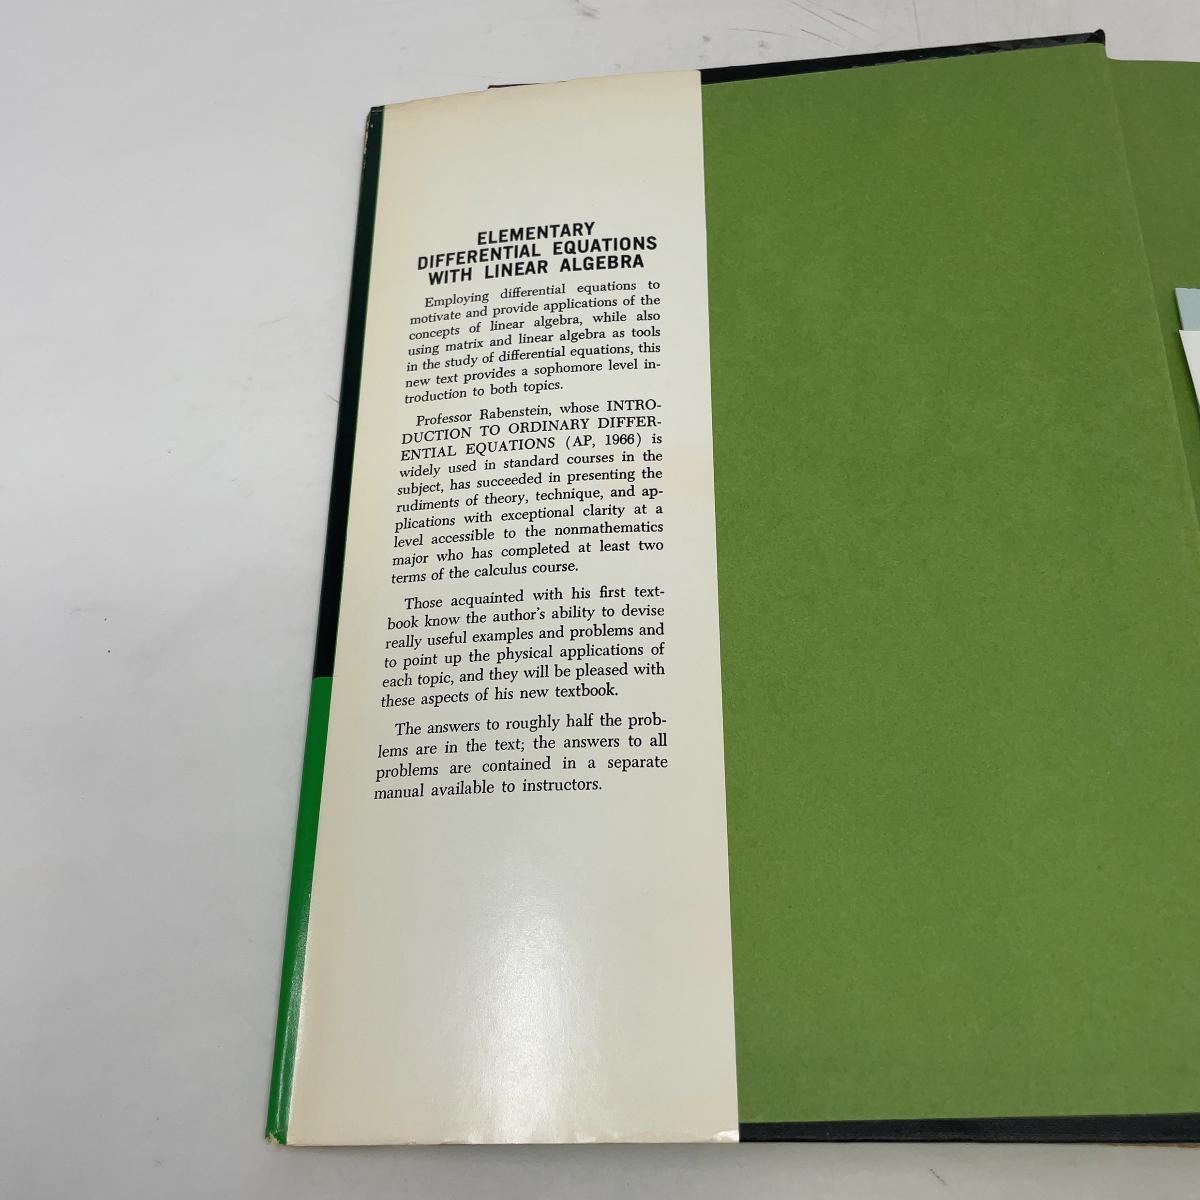 ELEMENTARY
DIFFERENTIAL EQUATIONS
WITH LINEAR ALGEBRA
Employing differential equations to
motivate and provide applications of the
concepts of linear algebra, while also
using matrix and linear algebra as tools
in the study of differential equations, this
new text provides a sophomore level in-
troduction to both topics.
Professor Rabenstein, whose INTRO-
DUCTION TO ORDINARY DIFFER-
ENTIAL EQUATIONS (AP, 1966) is
widely used in standard courses in the
subject, has succeeded in presenting the
rudiments of theory, technique, and ap-
plications with exceptional clarity at a
level accessible to the nonmathematics
major who has completed at least two
terms of the calculus course.
Those acquainted with his first text-
book know the author's ability to devise
really useful examples and problems and
to point up the physical applications of
each topic, and they will be pleased with
these aspects of his new textbook.
The answers to roughly half the prob-
lems are in the text; the answers to all
problems are contained in a separate
manual available to instructors.